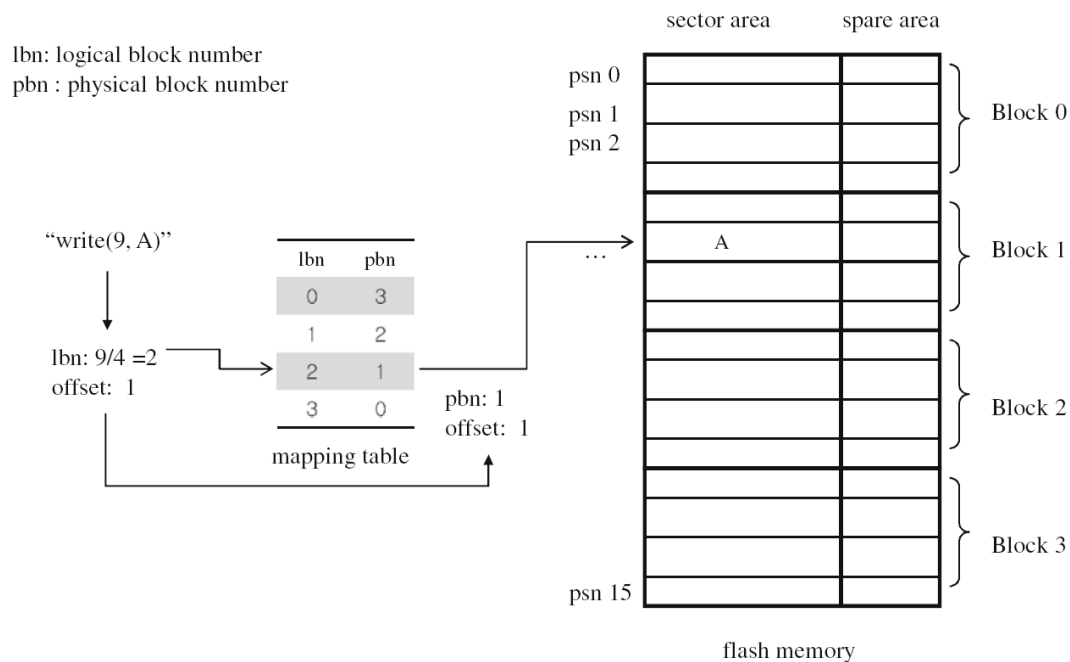 sector area spare area
lbn: logical block number
pbn : physical block number
psn 0
psn 1
psn 2
Block 0
“write(9, A)”
lbn pbn
0 3
1 2
2 1
3 0
mapping table
lbn: 9/4 =2
offset: 1
pbn: 1
offset: 1
...
A
Block 1
Block 2
Block 3
psn 15
flash memory